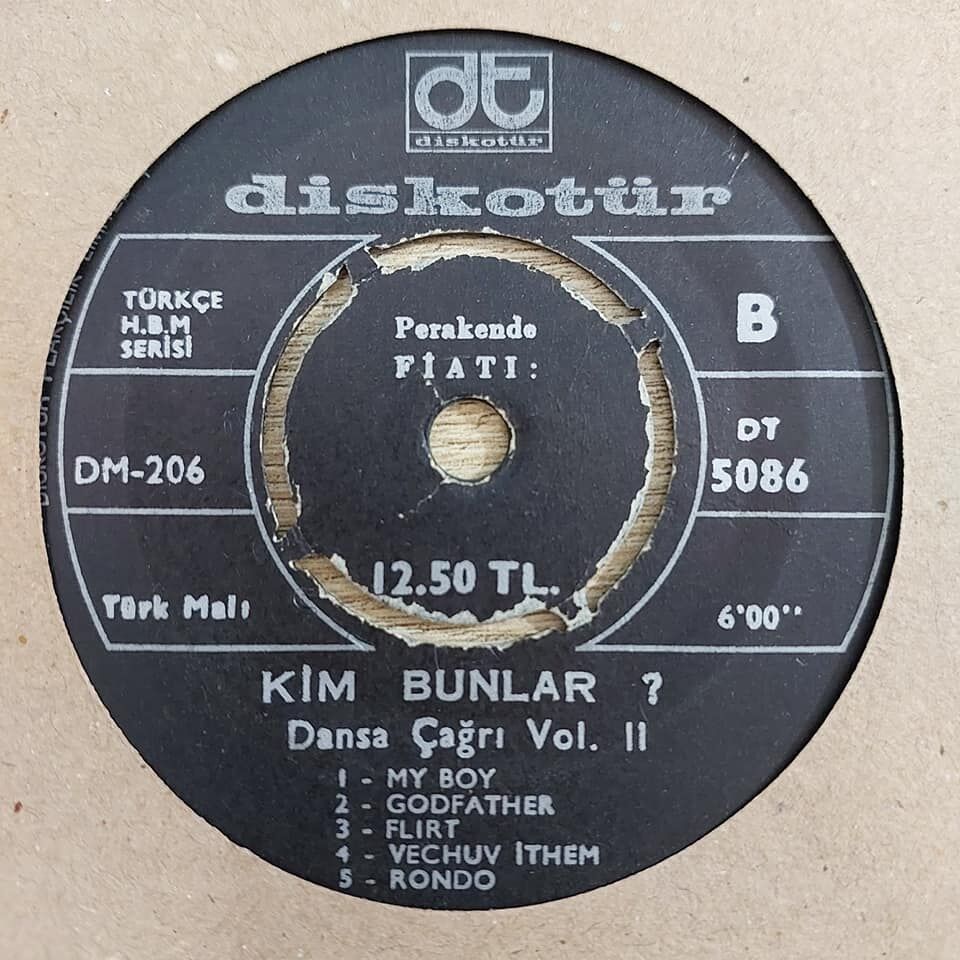 dt
diskotür
diskotür
TÜRKÇE
H.B.M
SERİSİ
Perakende
FİATI:
B
DM-206
DT
5086
12.50 TL.
Türk Malı
6'00''
KİM BUNLAR ?
Dansa Çağrı Vol. II
1 - MY BOY
2 - GODFATHER
3 - FLIRT
4 - VECHUV İTHEM
5 - RONDO